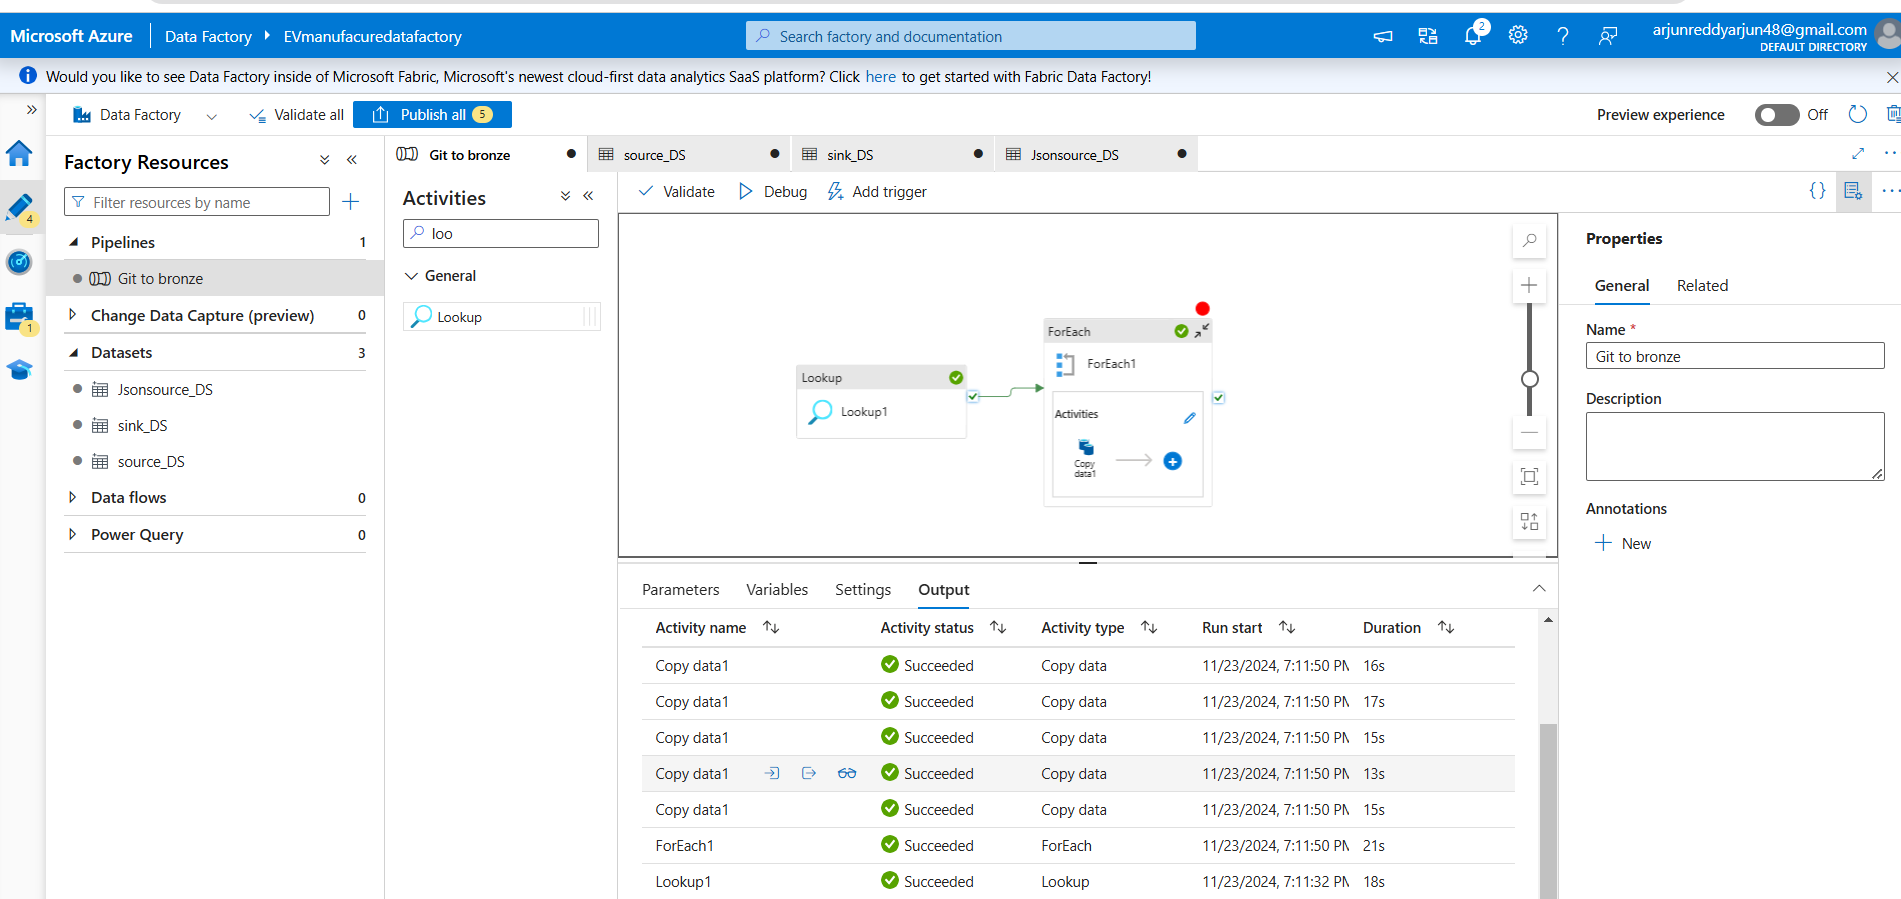 Microsoft Azure Data Factory EVmanufacuredatafactory
Search factory and documentation
2
arjunreddyarjun48@gmail.com
DEFAULT DIRECTORY
Would you like to see Data Factory inside of Microsoft Fabric, Microsoft's newest cloud-first data analytics SaaS platform? Click here to get started with Fabric Data Factory!
Data Factory Validate all Publish all 5
Preview experience Off
4
1
Factory Resources
Filter resources by name
Pipelines 1
Git to bronze
Change Data Capture (preview) 0
Datasets 3
Jsonsource_DS
sink_DS
source_DS
Data flows 0
Power Query 0
Git to bronze source_DS sink_DS Jsonsource_DS
Activities
loo
General
Lookup
Validate Debug Add trigger
Lookup
Lookup1
ForEach
ForEach1
Activities
Copy
data1
Parameters Variables Settings Output
Activity name Activity status Activity type Run start Duration
Copy data1 Succeeded Copy data 11/23/2024, 7:11:50 PM 16s
Copy data1 Succeeded Copy data 11/23/2024, 7:11:50 PM 17s
Copy data1 Succeeded Copy data 11/23/2024, 7:11:50 PM 15s
Copy data1 Succeeded Copy data 11/23/2024, 7:11:50 PM 13s
Copy data1 Succeeded Copy data 11/23/2024, 7:11:50 PM 15s
ForEach1 Succeeded ForEach 11/23/2024, 7:11:50 PM 21s
Lookup1 Succeeded Lookup 11/23/2024, 7:11:32 PM 18s
Properties
General Related
Name *
Git to bronze
Description
Annotations
New